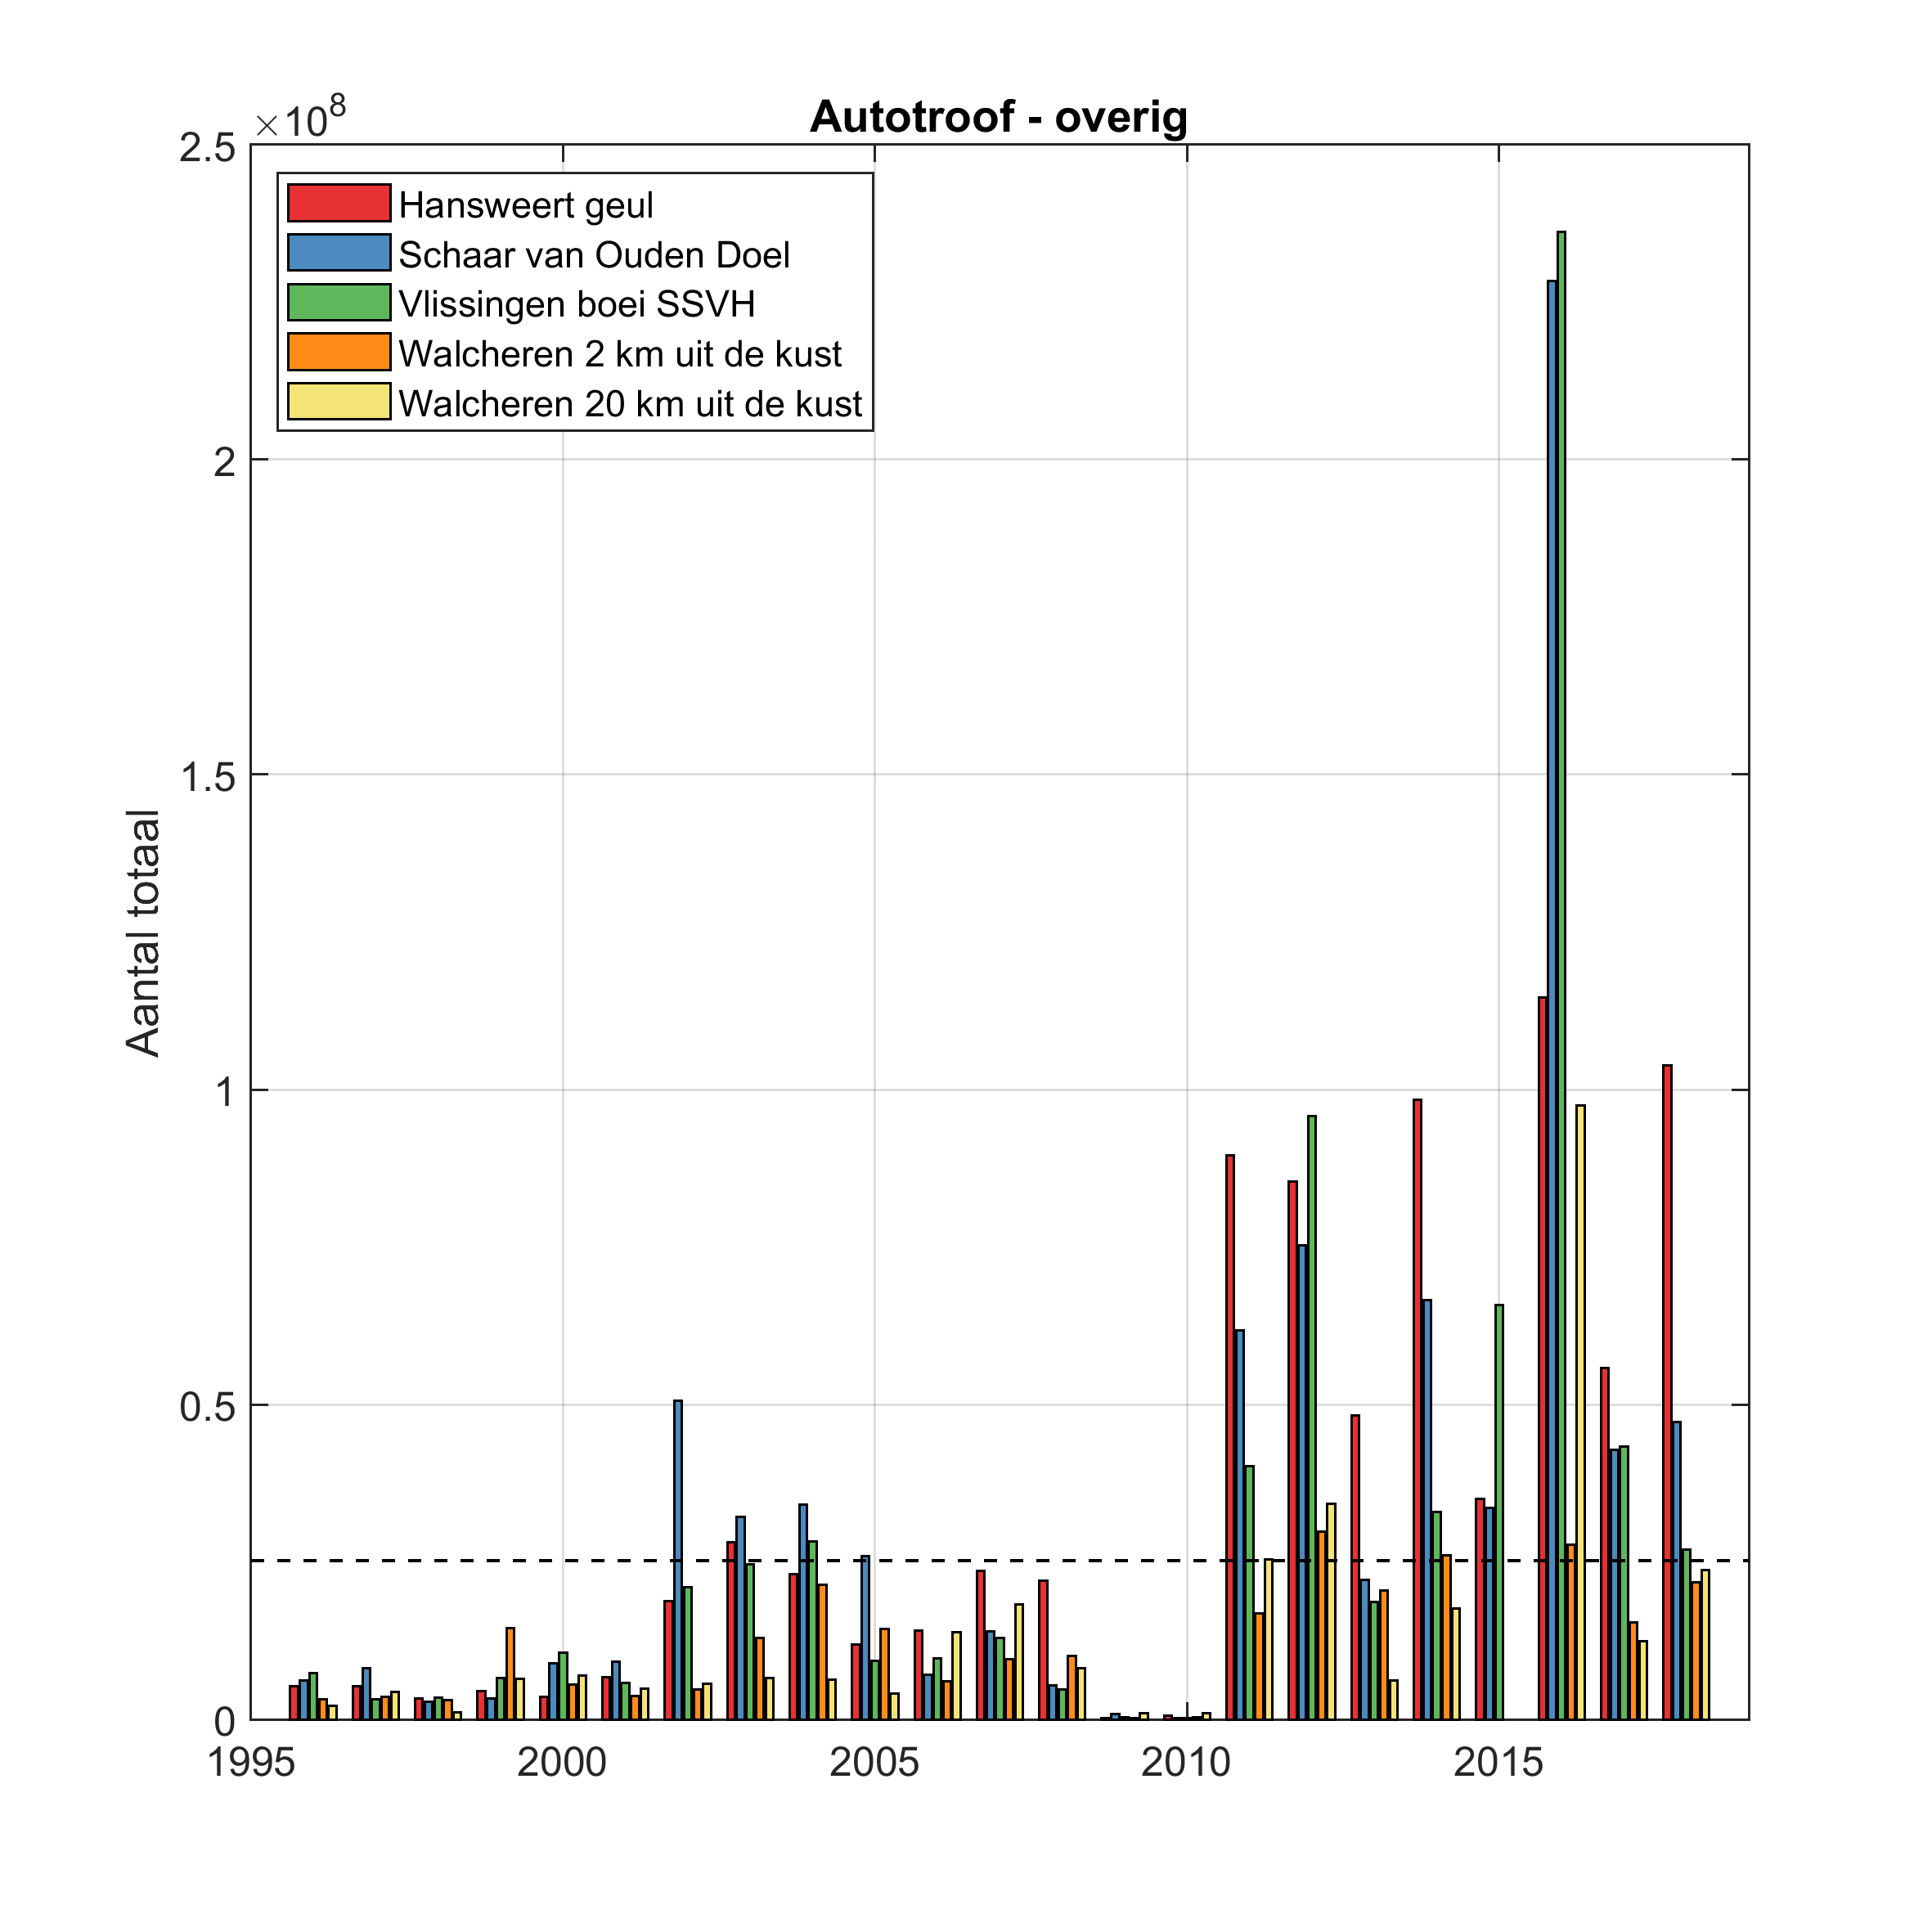 Autotroof - overig
×10^8
2.5
2
1.5
1
0.5
0
Aantal totaal
Hansweert geul
Schaar van Ouden Doel
Vlissingen boei SSVH
Walcheren 2 km uit de kust
Walcheren 20 km uit de kust
1995 2000 2005 2010 2015